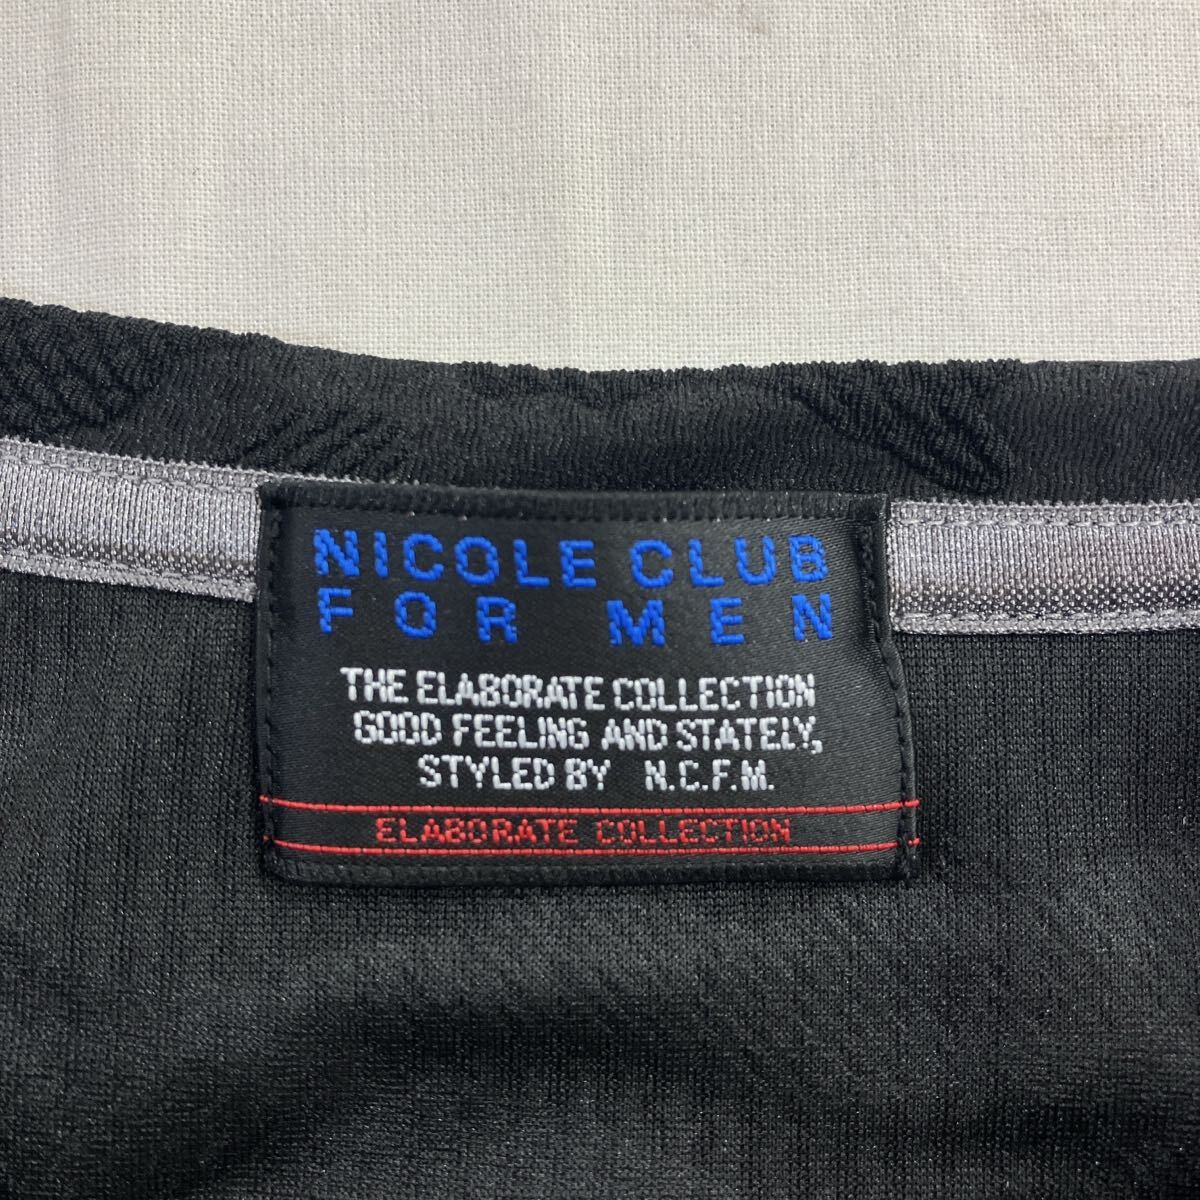 NICOLE CLUB
FOR MEN
THE ELABORATE COLLECTION
GOOD FEELING AND STATELY,
STYLED BY N.C.F.M.
ELABORATE COLLECTION